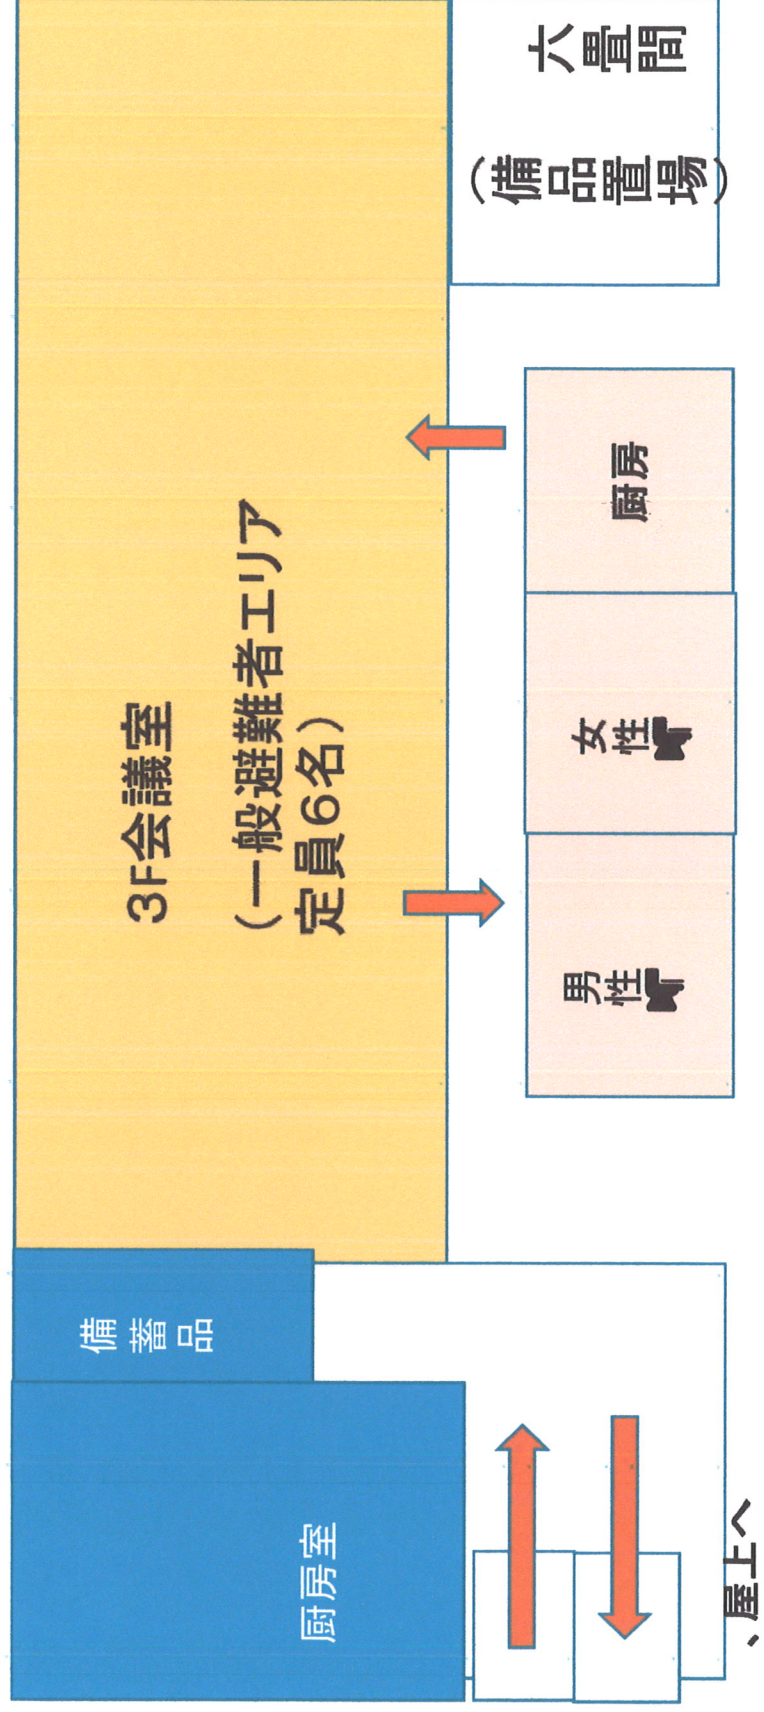 3F会議室
(一般避難者エリア
定員6名)
六畳間
(備品置場)
備
蓄
品
厨房室
男
性
女
性
厨房
、屋上へ